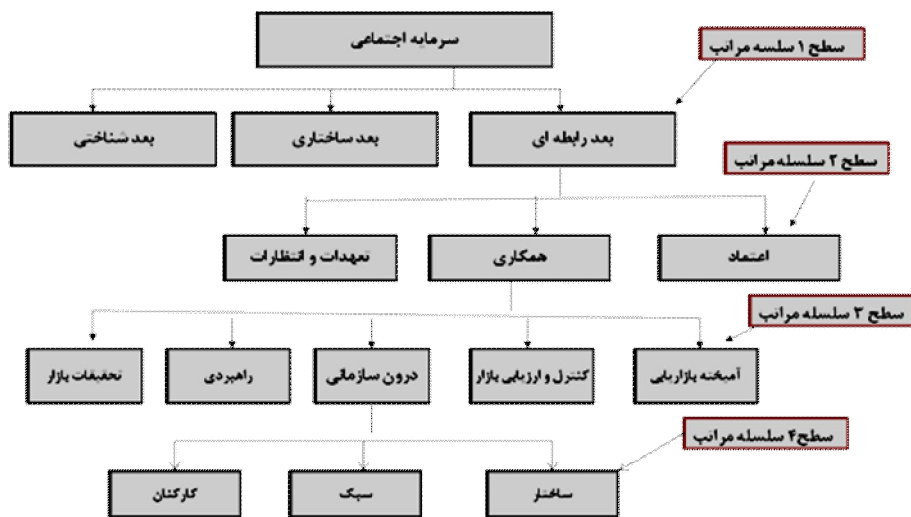 سرمایه اجتماعی
سطح ۱ سلسه مراتب
بعد رابطه ای
بعد ساختاری
بعد شناختی
سطح ۲ سلسله مراتب
اعتماد
همکاری
تعهدات و انتظارات
سطح ۳ سلسله مراتب
آمیخته بازاریابی
کنترل و ارزیابی بازار
درون سازمانی
راهبردی
تحقیقات بازار
سطح۴ سلسله مراتب
ساختار
سبک
کارکنان